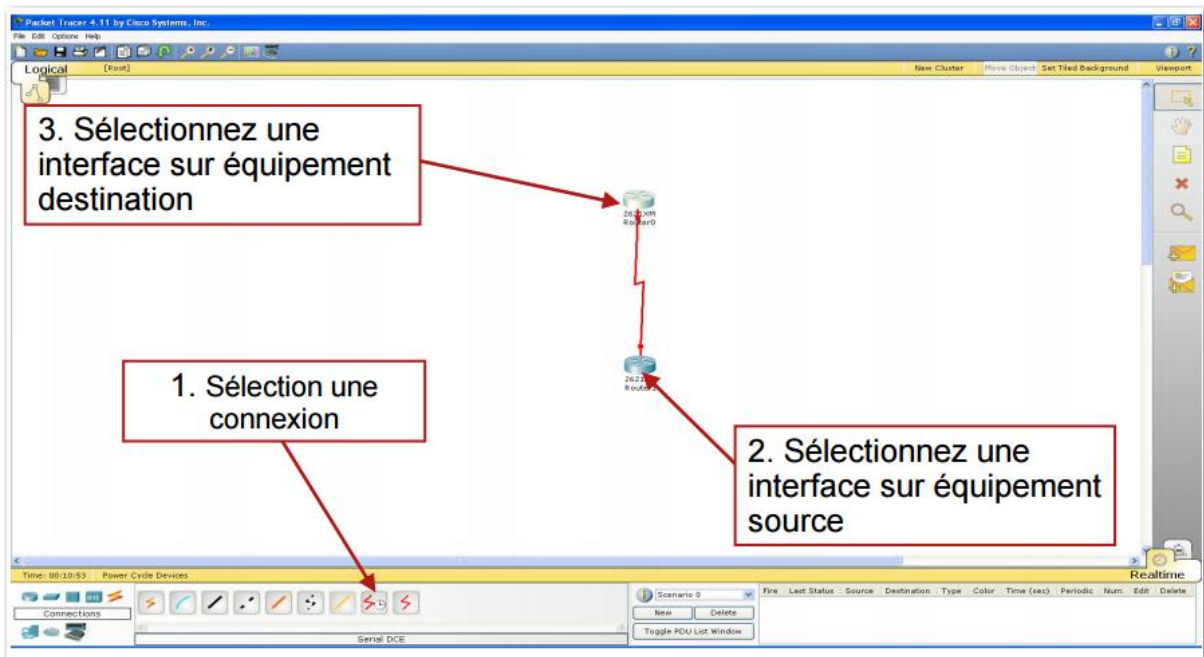 Packet Tracer 4.11 by Cisco Systems, Inc.
File Edit Options Help
Logical [Root] New Cluster Move Object Set Tiled Background Viewport
3. Sélectionnez une
interface sur équipement
destination
2621XM
Router0
1. Sélection une
connexion
2621
Router
2. Sélectionnez une
interface sur équipement
source
Realtime
Time: 00:10:53 Power Cycle Devices
Connections
Serial DCE
Scenario 0
New Delete
Toggle PDU List Window
Fire Last Status Source Destination Type Color Time (sec) Periodic Num Edit Delete